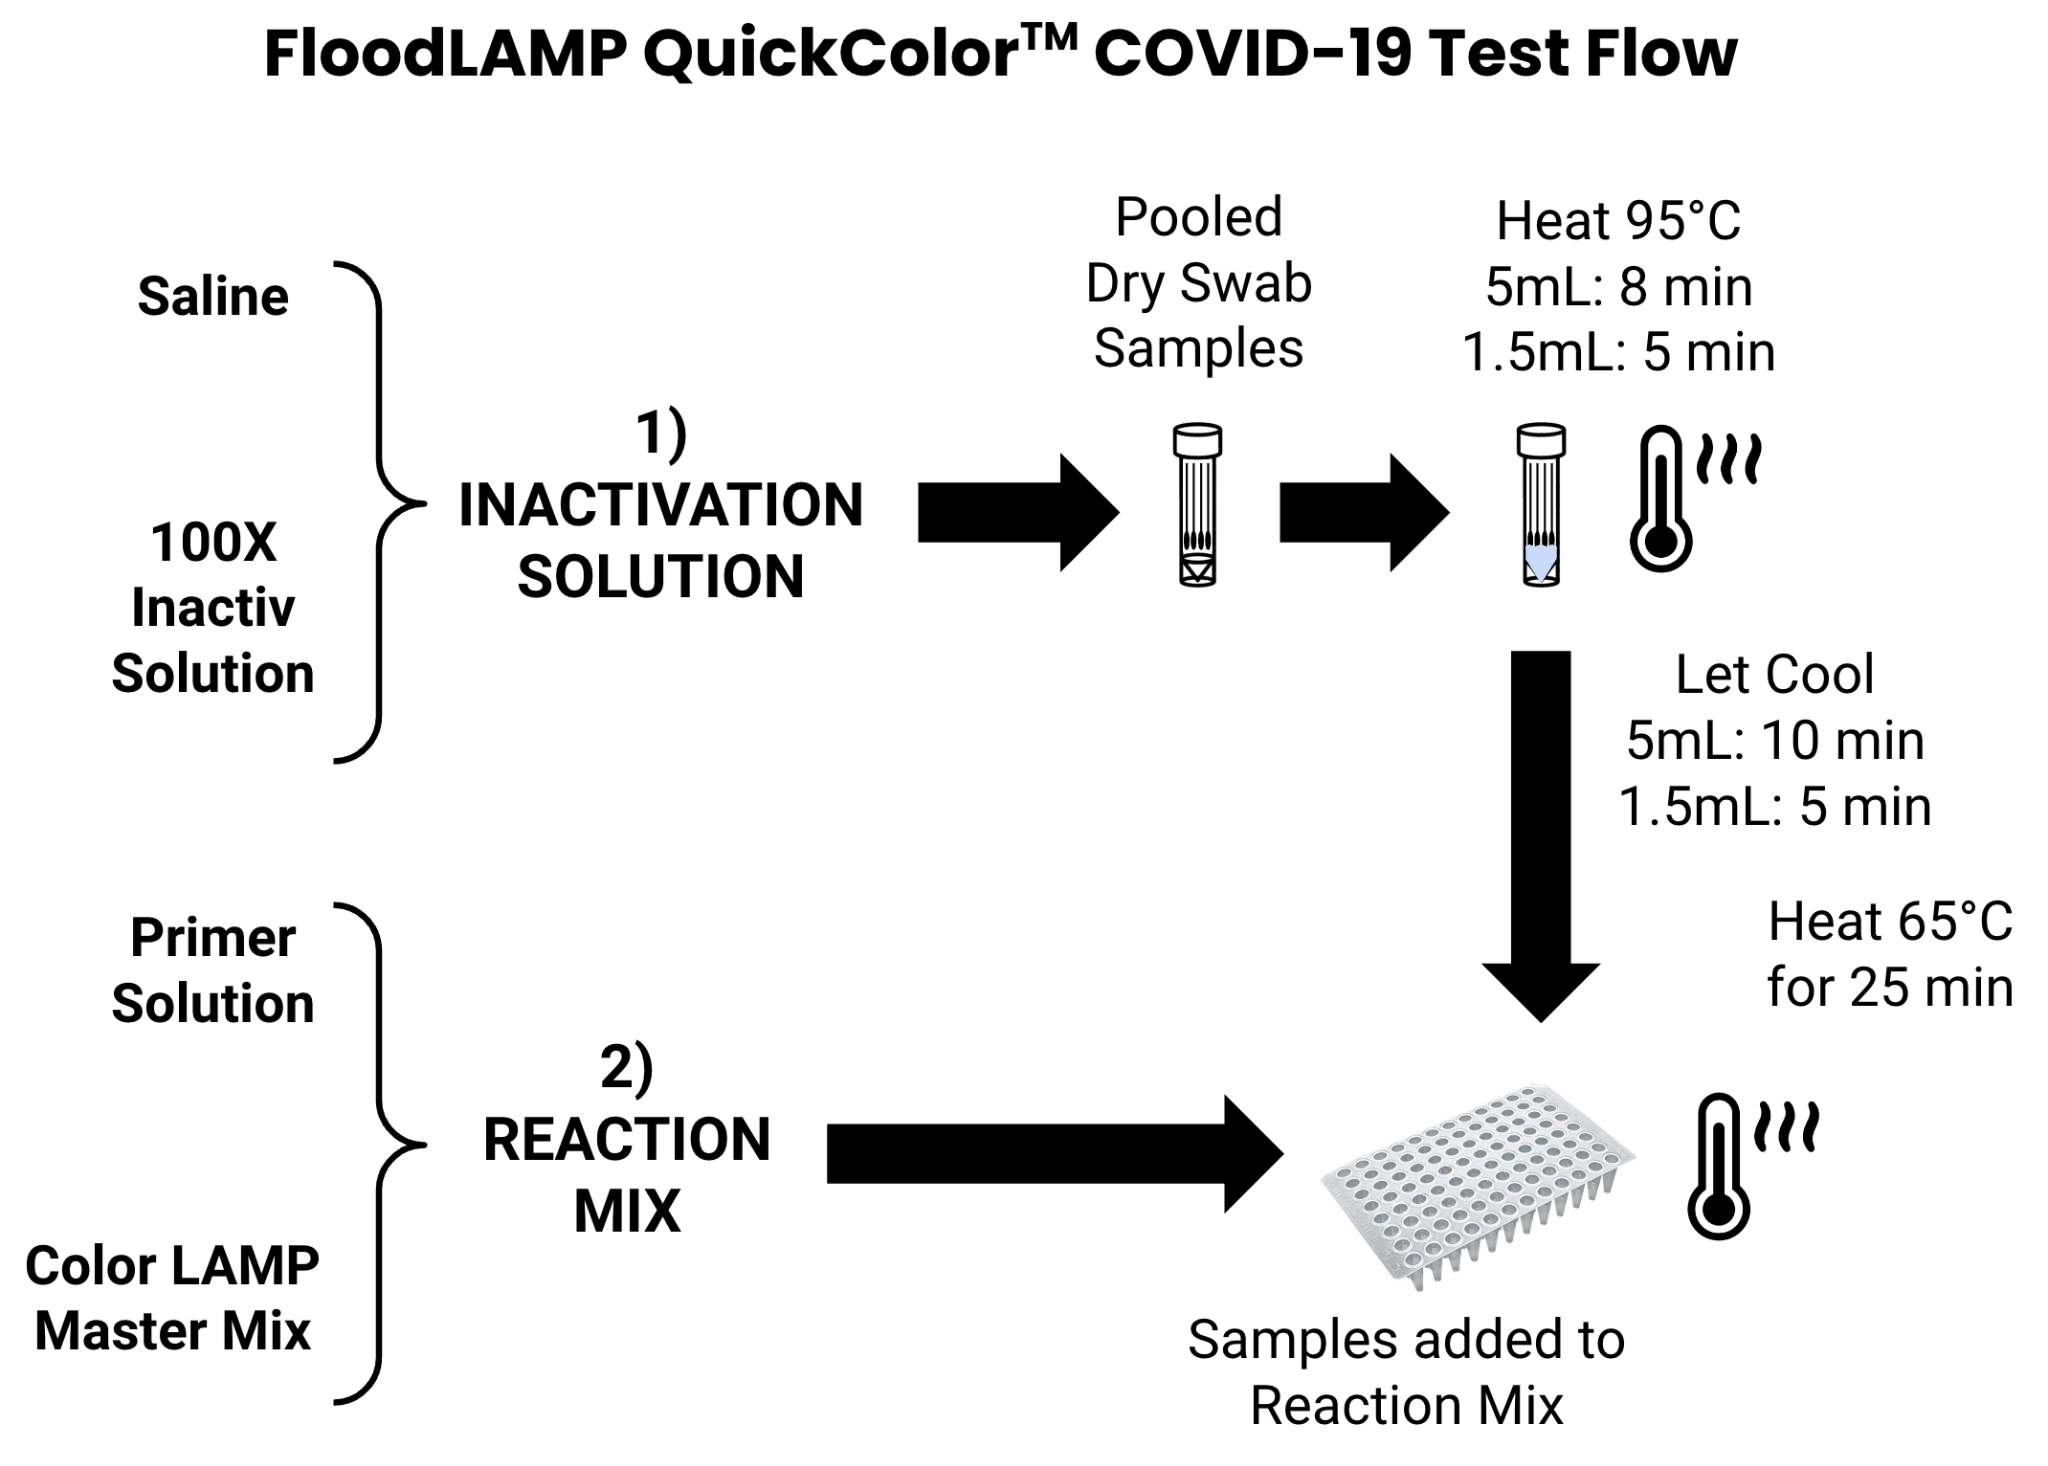 FloodLAMP QuickColor™ COVID-19 Test Flow
Saline
100X
Inactiv
Solution
1)
INACTIVATION
SOLUTION
Pooled
Dry Swab
Samples
Heat 95°C
5mL: 8 min
1.5mL: 5 min
Let Cool
5mL: 10 min
1.5mL: 5 min
Primer
Solution
Color LAMP
Master Mix
2)
REACTION
MIX
Heat 65°C
for 25 min
Samples added to
Reaction Mix